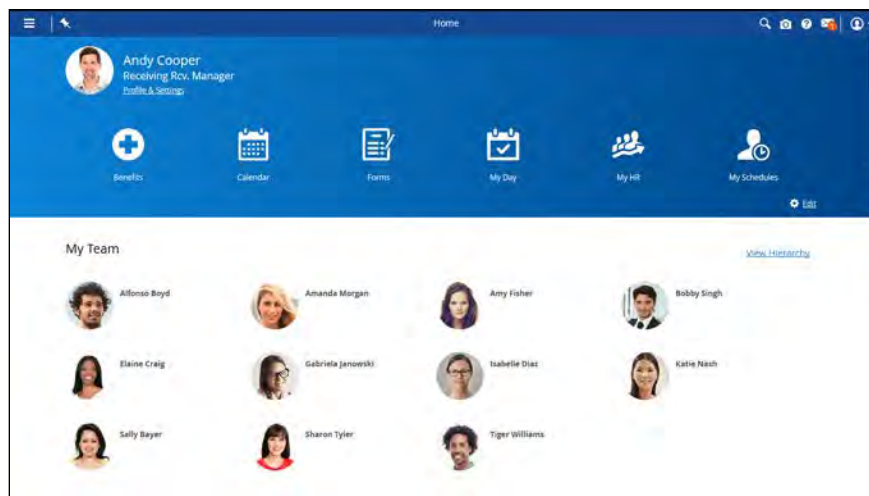 Home
Andy Cooper
Receiving Rcv. Manager
Profile & Settings
Benefits Calendar Forms My Day My HR My Schedules
Edit
My Team View Hierarchy
Alfonso Boyd Amanda Morgan Amy Fisher Bobby Singh
Elaine Craig Gabriela Janowski Isabelle Diaz Katie Nash
Sally Bayer Sharon Tyler Tiger Williams